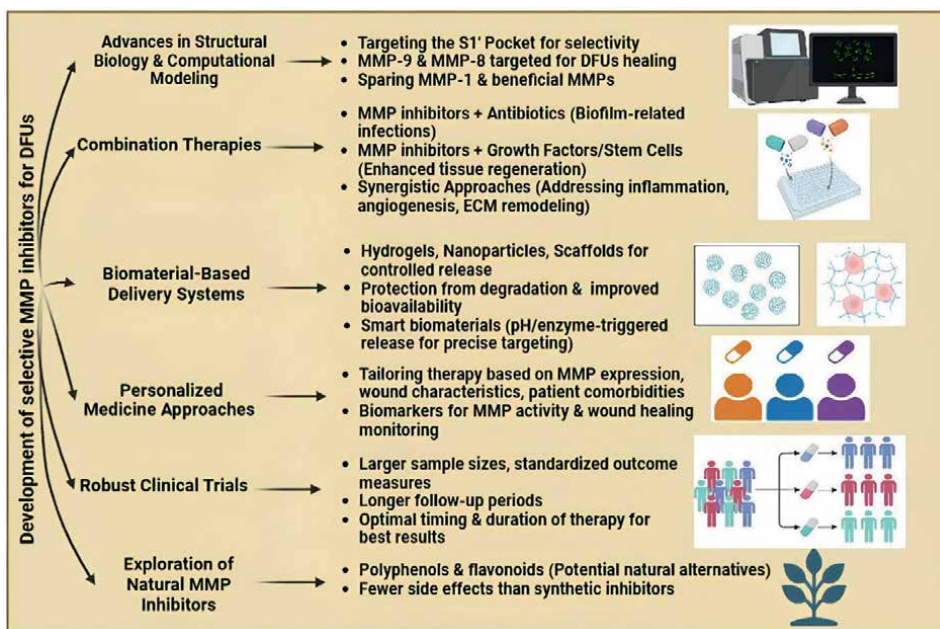 Development of selective MMP inhibitors for DFUs
Advances in Structural
Biology & Computational
Modeling
• Targeting the S1' Pocket for selectivity
• MMP-9 & MMP-8 targeted for DFUs healing
• Sparing MMP-1 & beneficial MMPs
Combination Therapies
• MMP inhibitors + Antibiotics (Biofilm-related
infections)
• MMP inhibitors + Growth Factors/Stem Cells
(Enhanced tissue regeneration)
• Synergistic Approaches (Addressing inflammation,
angiogenesis, ECM remodeling)
Biomaterial-Based
Delivery Systems
• Hydrogels, Nanoparticles, Scaffolds for
controlled release
• Protection from degradation & improved
bioavailability
• Smart biomaterials (pH/enzyme-triggered
release for precise targeting)
Personalized
Medicine Approaches
• Tailoring therapy based on MMP expression,
wound characteristics, patient comorbidities
• Biomarkers for MMP activity & wound healing
monitoring
Robust Clinical Trials
• Larger sample sizes, standardized outcome
measures
• Longer follow-up periods
• Optimal timing & duration of therapy for
best results
Exploration of
Natural MMP
Inhibitors
• Polyphenols & flavonoids (Potential natural alternatives)
• Fewer side effects than synthetic inhibitors